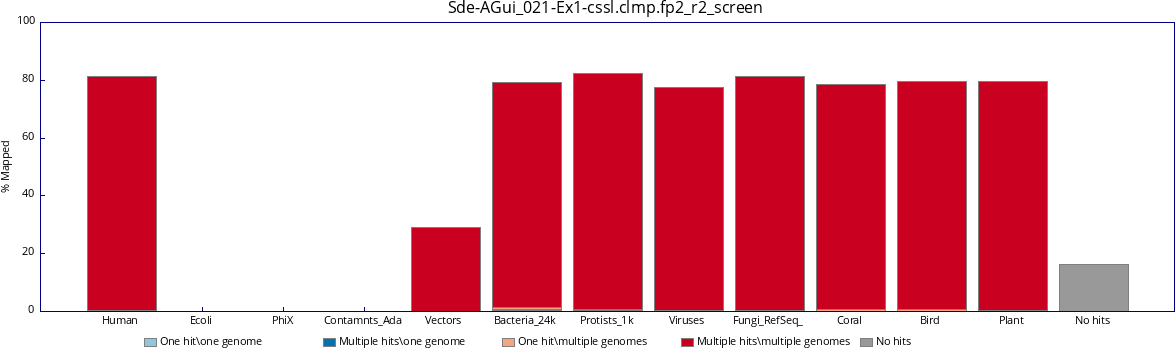 Sde-AGui_021-Ex1-cssl.clmp.fp2_r2_screen
100
80
60
40
20
0
% Mapped
Human Ecoli PhiX Contamnts_Ada Vectors Bacteria_24k Protists_1k Viruses Fungi_RefSeq_ Coral Bird Plant No hits
One hit\one genome Multiple hits\one genome One hit\multiple genomes Multiple hits\multiple genomes No hits